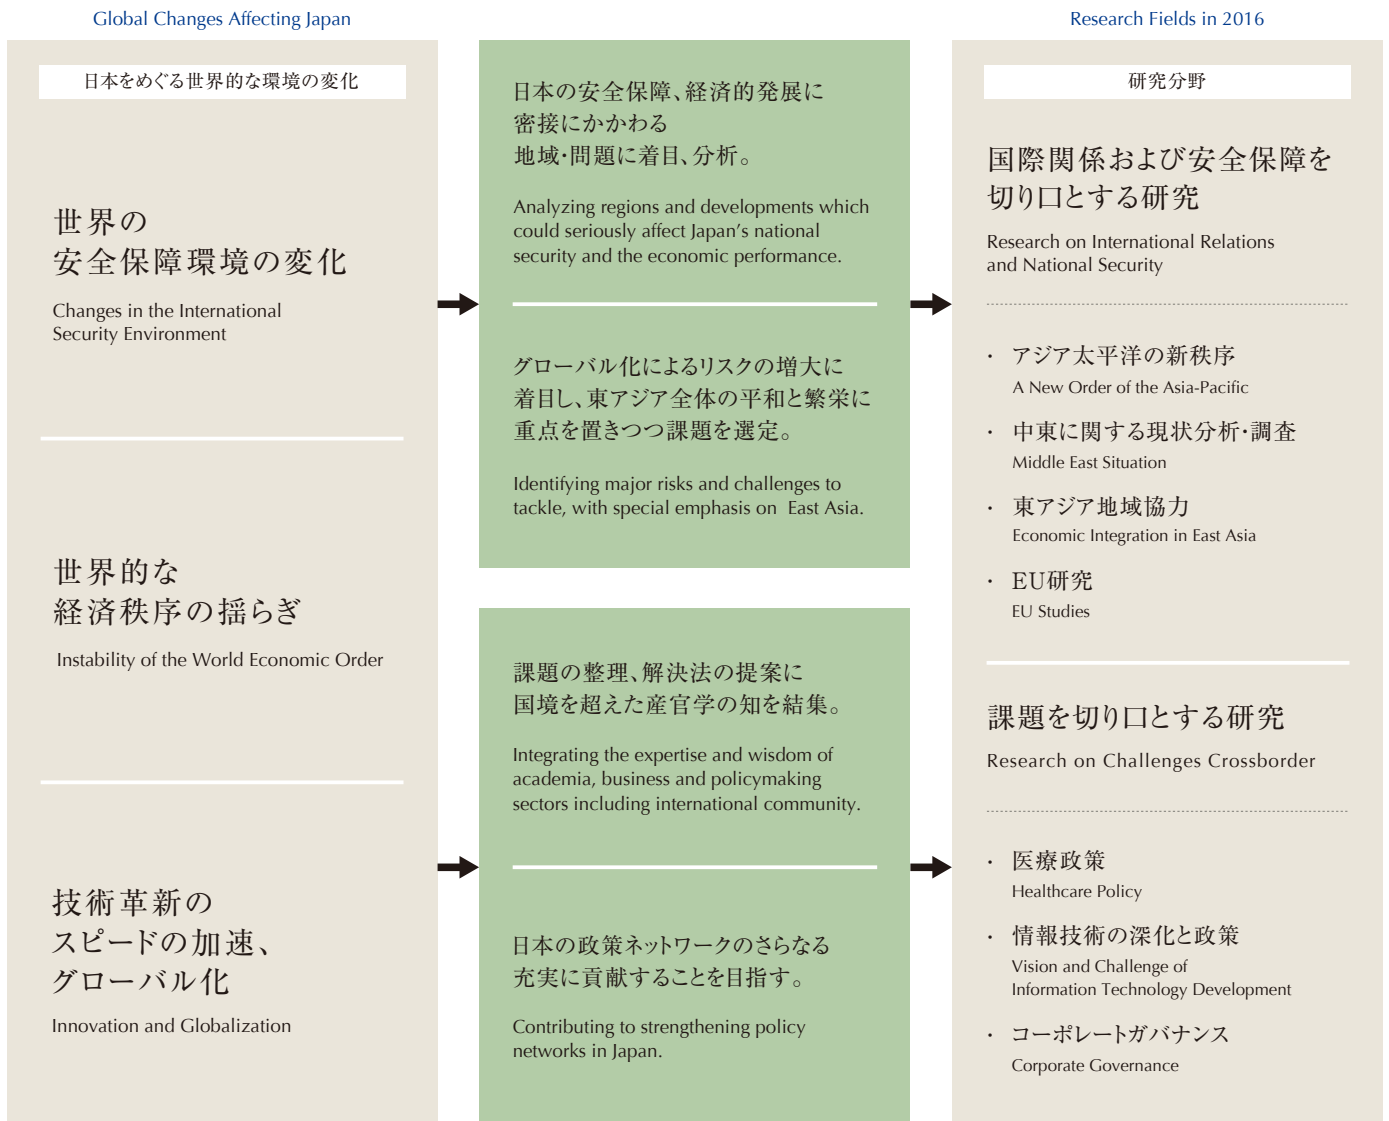 Global Changes Affecting Japan
日本をめぐる世界的な環境の変化
世界の
安全保障環境の変化
Changes in the International
Security Environment
世界的な
経済秩序の揺らぎ
Instability of the World Economic Order
技術革新の
スピードの加速、
グローバル化
Innovation and Globalization
日本の安全保障、経済的発展に
密接にかかわる
地域・問題に着目、分析。
Analyzing regions and developments which
could seriously affect Japan’s national
security and the economic performance.
グローバル化によるリスクの増大に
着目し、東アジア全体の平和と繁栄に
重点を置きつつ課題を選定。
Identifying major risks and challenges to
tackle, with special emphasis on East Asia.
課題の整理、解決法の提案に
国境を超えた産官学の知を結集。
Integrating the expertise and wisdom of
academia, business and policymaking
sectors including international community.
日本の政策ネットワークのさらなる
充実に貢献することを目指す。
Contributing to strengthening policy
networks in Japan.
Research Fields in 2016
研究分野
国際関係および安全保障を
切り口とする研究
Research on International Relations
and National Security
・ アジア太平洋の新秩序
A New Order of the Asia-Pacific
・ 中東に関する現状分析・調査
Middle East Situation
・ 東アジア地域協力
Economic Integration in East Asia
・ EU研究
EU Studies
課題を切り口とする研究
Research on Challenges Crossborder
・ 医療政策
Healthcare Policy
・ 情報技術の深化と政策
Vision and Challenge of
Information Technology Development
・ コーポレートガバナンス
Corporate Governance